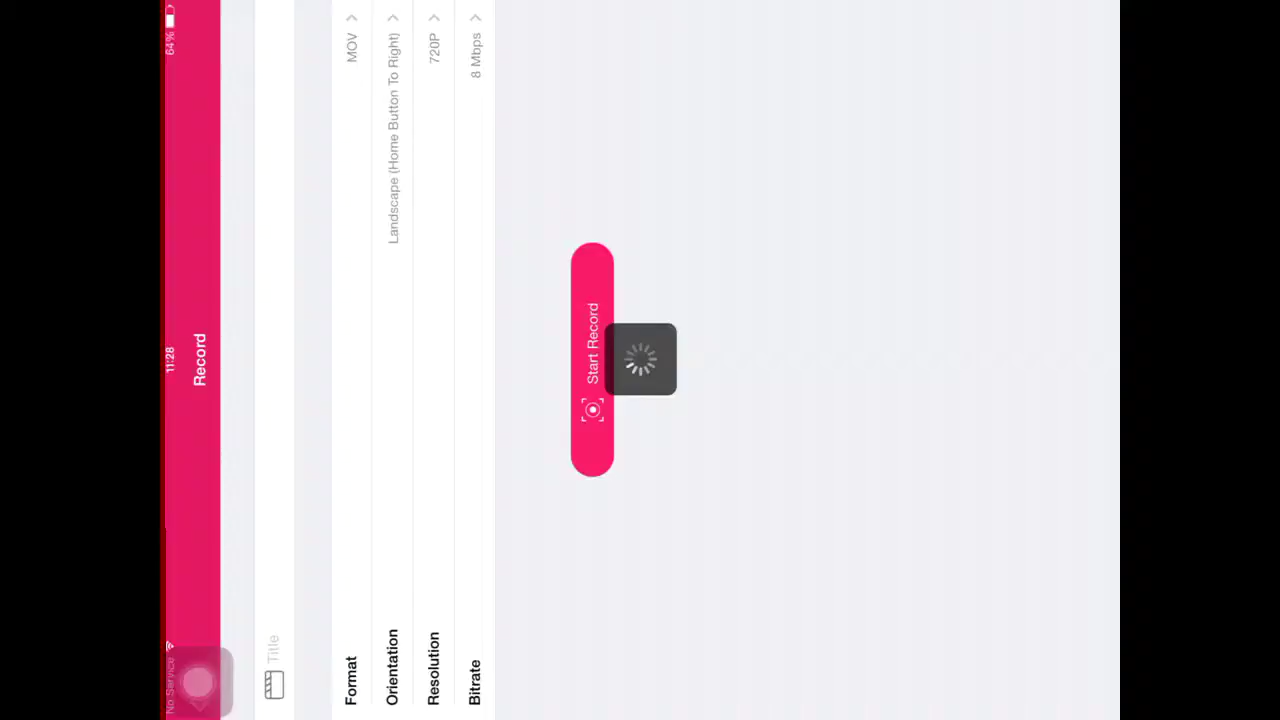 No Service 11:28 64%
Record
Title
Format MOV
Orientation Landscape (Home Button To Right)
Resolution 720P
Bitrate 8 Mbps
Start Record